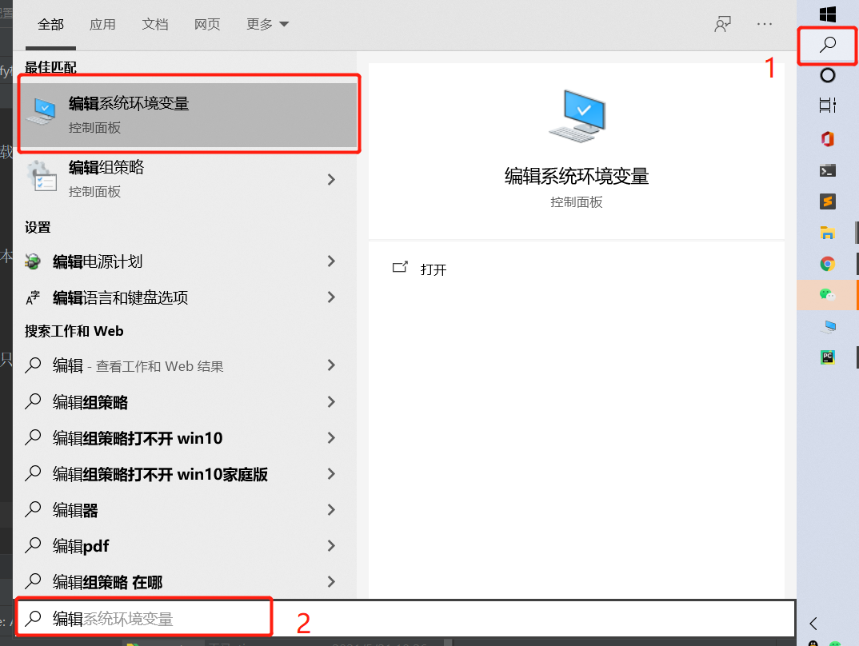 全部 应用 文档 网页 更多 ...
1
最佳匹配
编辑系统环境变量
控制面板
编辑组策略
控制面板
编辑系统环境变量
控制面板
打开
设置
编辑电源计划
编辑语言和键盘选项
搜索工作和 Web
编辑 - 查看工作和 Web 结果
编辑组策略
编辑组策略打不开 win10
编辑组策略打不开 win10家庭版
编辑器
编辑pdf
编辑组策略 在哪
编辑系统环境变量
2